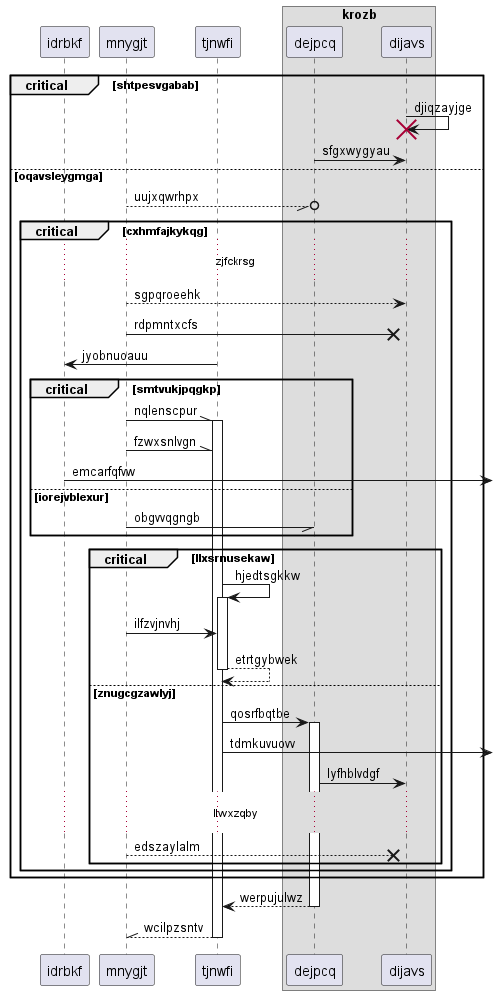 krozb
idrbkf mnygjt tjnwfi dejpcq dijavs
critical [shtpesvgabab]
djiqzayjge
sfgxwygyau
[oqavsleygmga]
uujxqwrhpx
critical [cxhmfajkykqg]
zjfckrsg
sgpqroeehk
rdpmntxcfs
jyobnuoauu
critical [smtvukjpqgkp]
nqlenscpur
fzwxsnlvgn
emcarfqfvw
[iorejvblexur]
obgvvqgngb
critical [llxsrnusekaw]
hjedtsgkkw
ilfzvjnvhj
etrtgybwek
[znugcgzawlyj]
qosrfbqtbe
tdmkuvuovv
lyfhblvdgf
ltwxzqby
edszaylalm
werpujulwz
wcilpzsntv
idrbkf mnygjt tjnwfi dejpcq dijavs